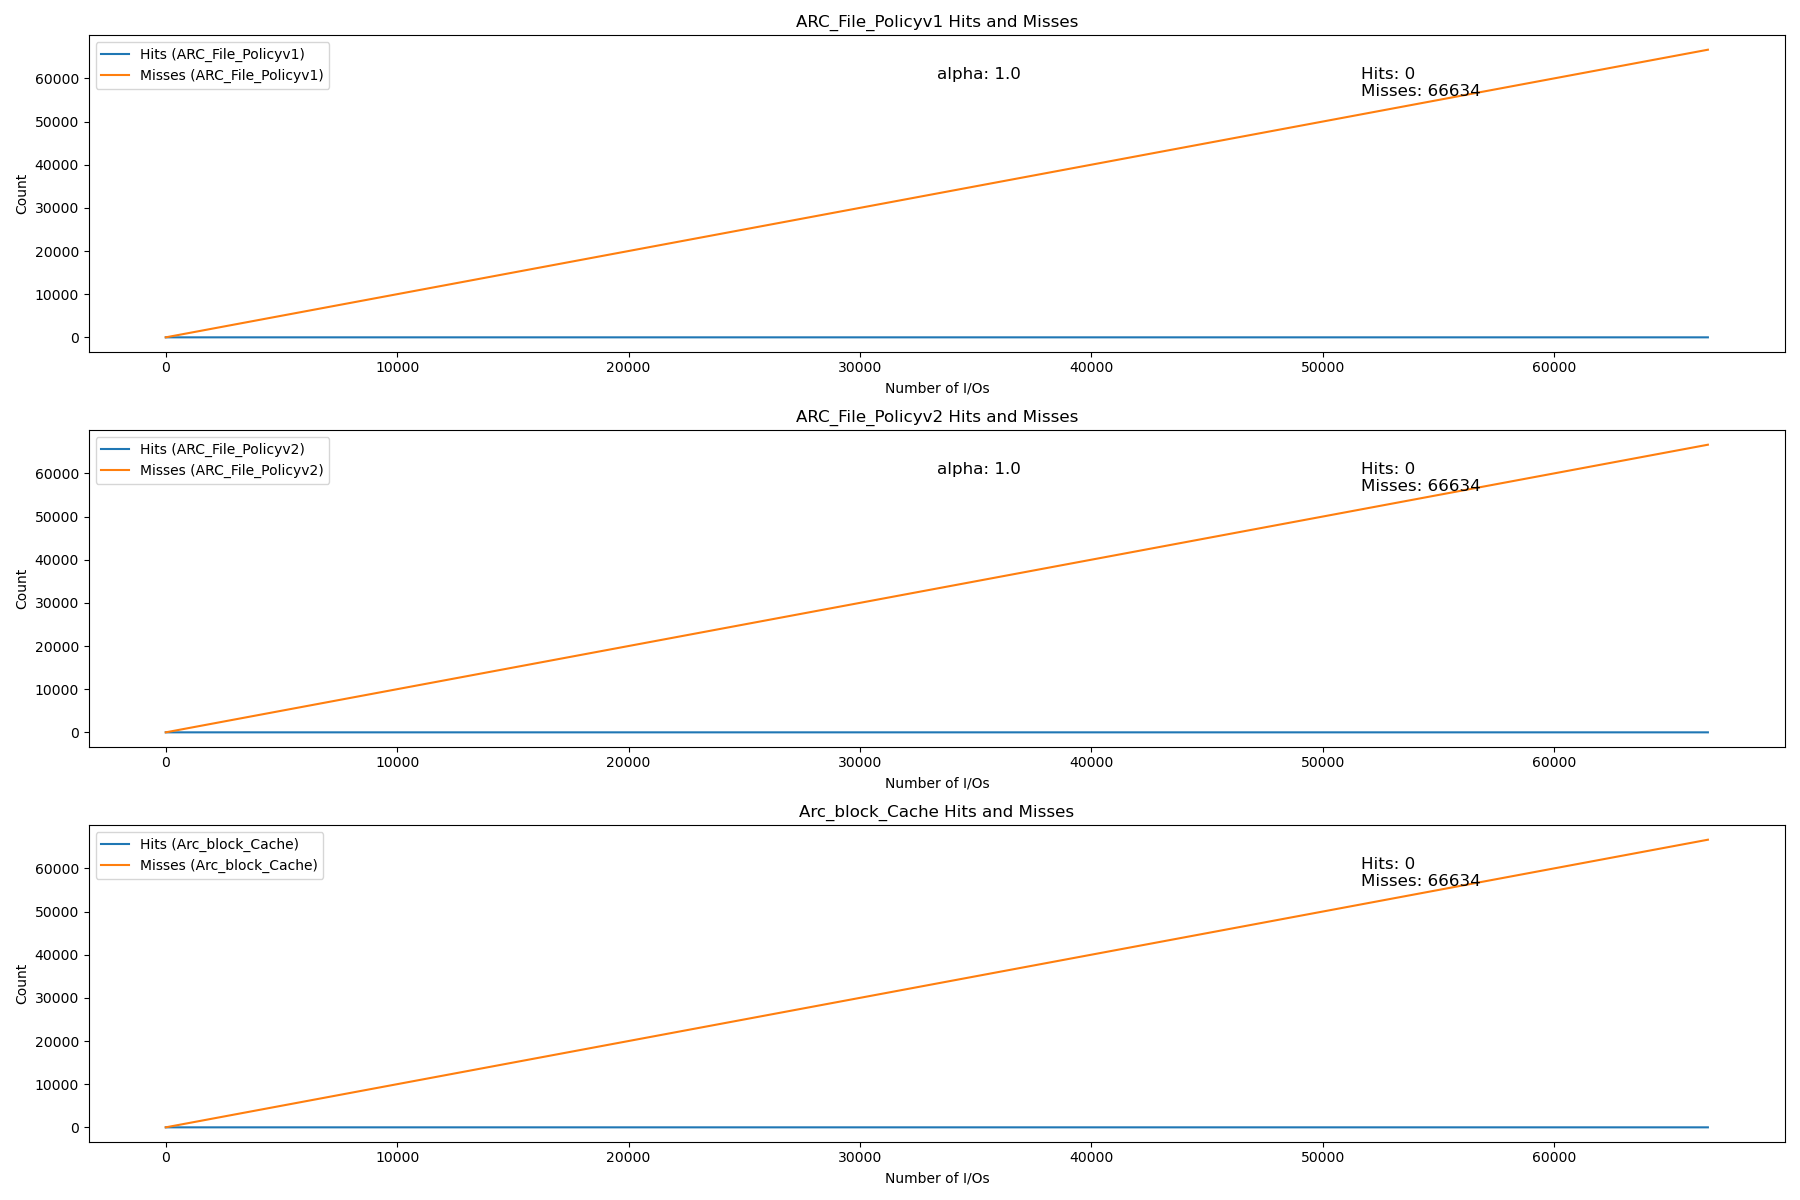 ARC_File_Policyv1 Hits and Misses
Hits (ARC_File_Policyv1)
Misses (ARC_File_Policyv1)
alpha: 1.0
Hits: 0
Misses: 66634
60000
50000
40000
30000
20000
10000
0
Count
0 10000 20000 30000 40000 50000 60000
Number of I/Os
ARC_File_Policyv2 Hits and Misses
Hits (ARC_File_Policyv2)
Misses (ARC_File_Policyv2)
alpha: 1.0
Hits: 0
Misses: 66634
60000
50000
40000
30000
20000
10000
0
Count
0 10000 20000 30000 40000 50000 60000
Number of I/Os
Arc_block_Cache Hits and Misses
Hits (Arc_block_Cache)
Misses (Arc_block_Cache)
Hits: 0
Misses: 66634
60000
50000
40000
30000
20000
10000
0
Count
0 10000 20000 30000 40000 50000 60000
Number of I/Os